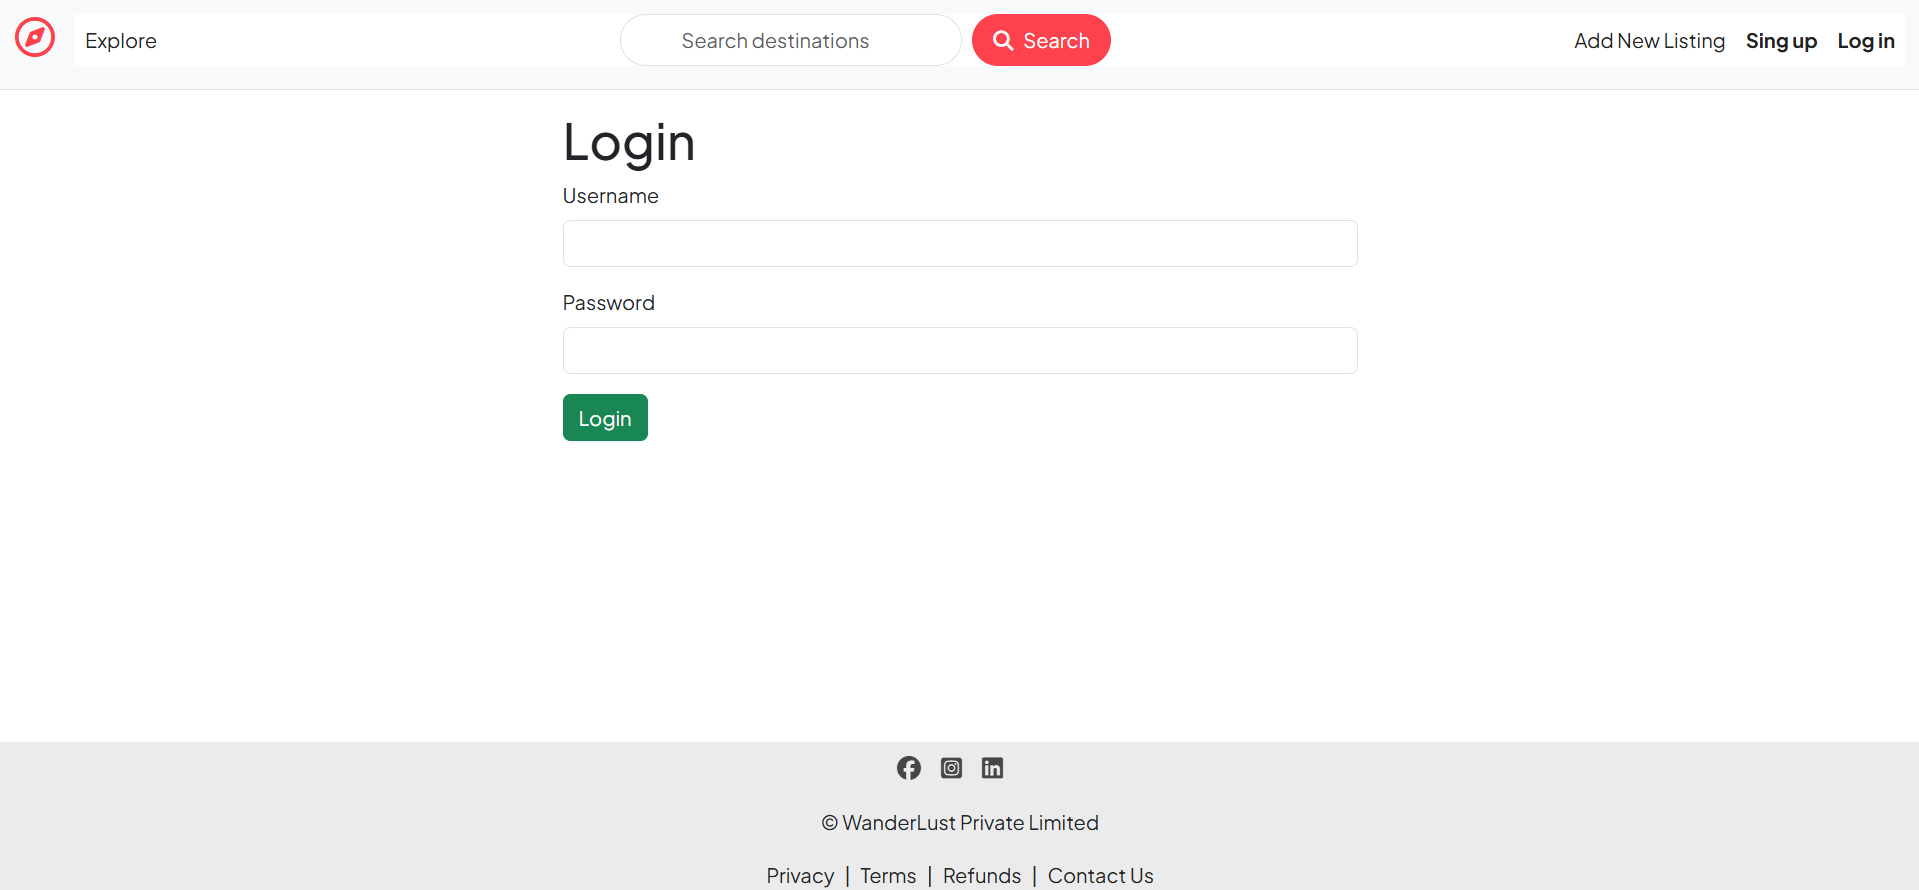 Explore Search destinations Search Add New Listing Sing up Log in
Login
Username
Password
Login
© WanderLust Private Limited
Privacy | Terms | Refunds | Contact Us